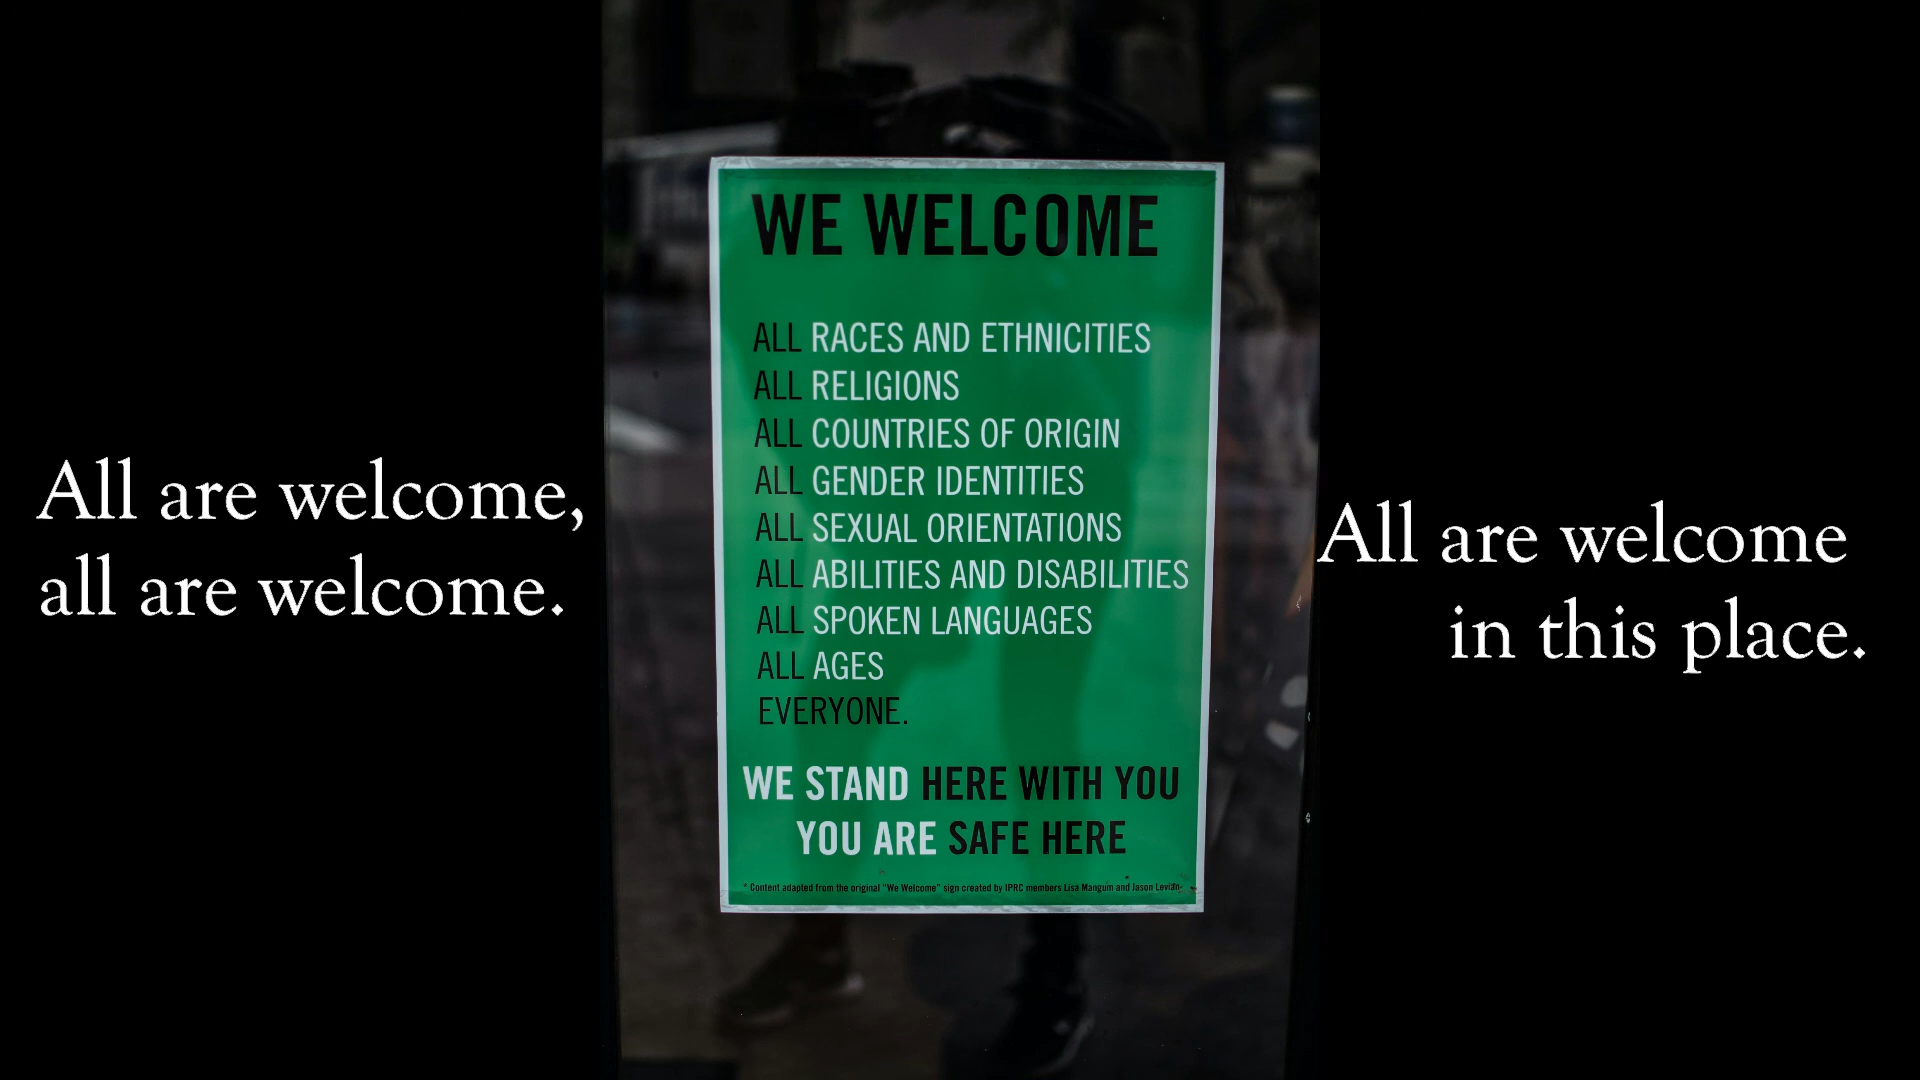 All are welcome,
all are welcome.
WE WELCOME
ALL RACES AND ETHNICITIES
ALL RELIGIONS
ALL COUNTRIES OF ORIGIN
ALL GENDER IDENTITIES
ALL SEXUAL ORIENTATIONS
ALL ABILITIES AND DISABILITIES
ALL SPOKEN LANGUAGES
ALL AGES
EVERYONE.
WE STAND HERE WITH YOU
YOU ARE SAFE HERE
* Content adapted from the original "We Welcome" sign created by IPRC members Lisa Mangum and Jason Levian
All are welcome
in this place.